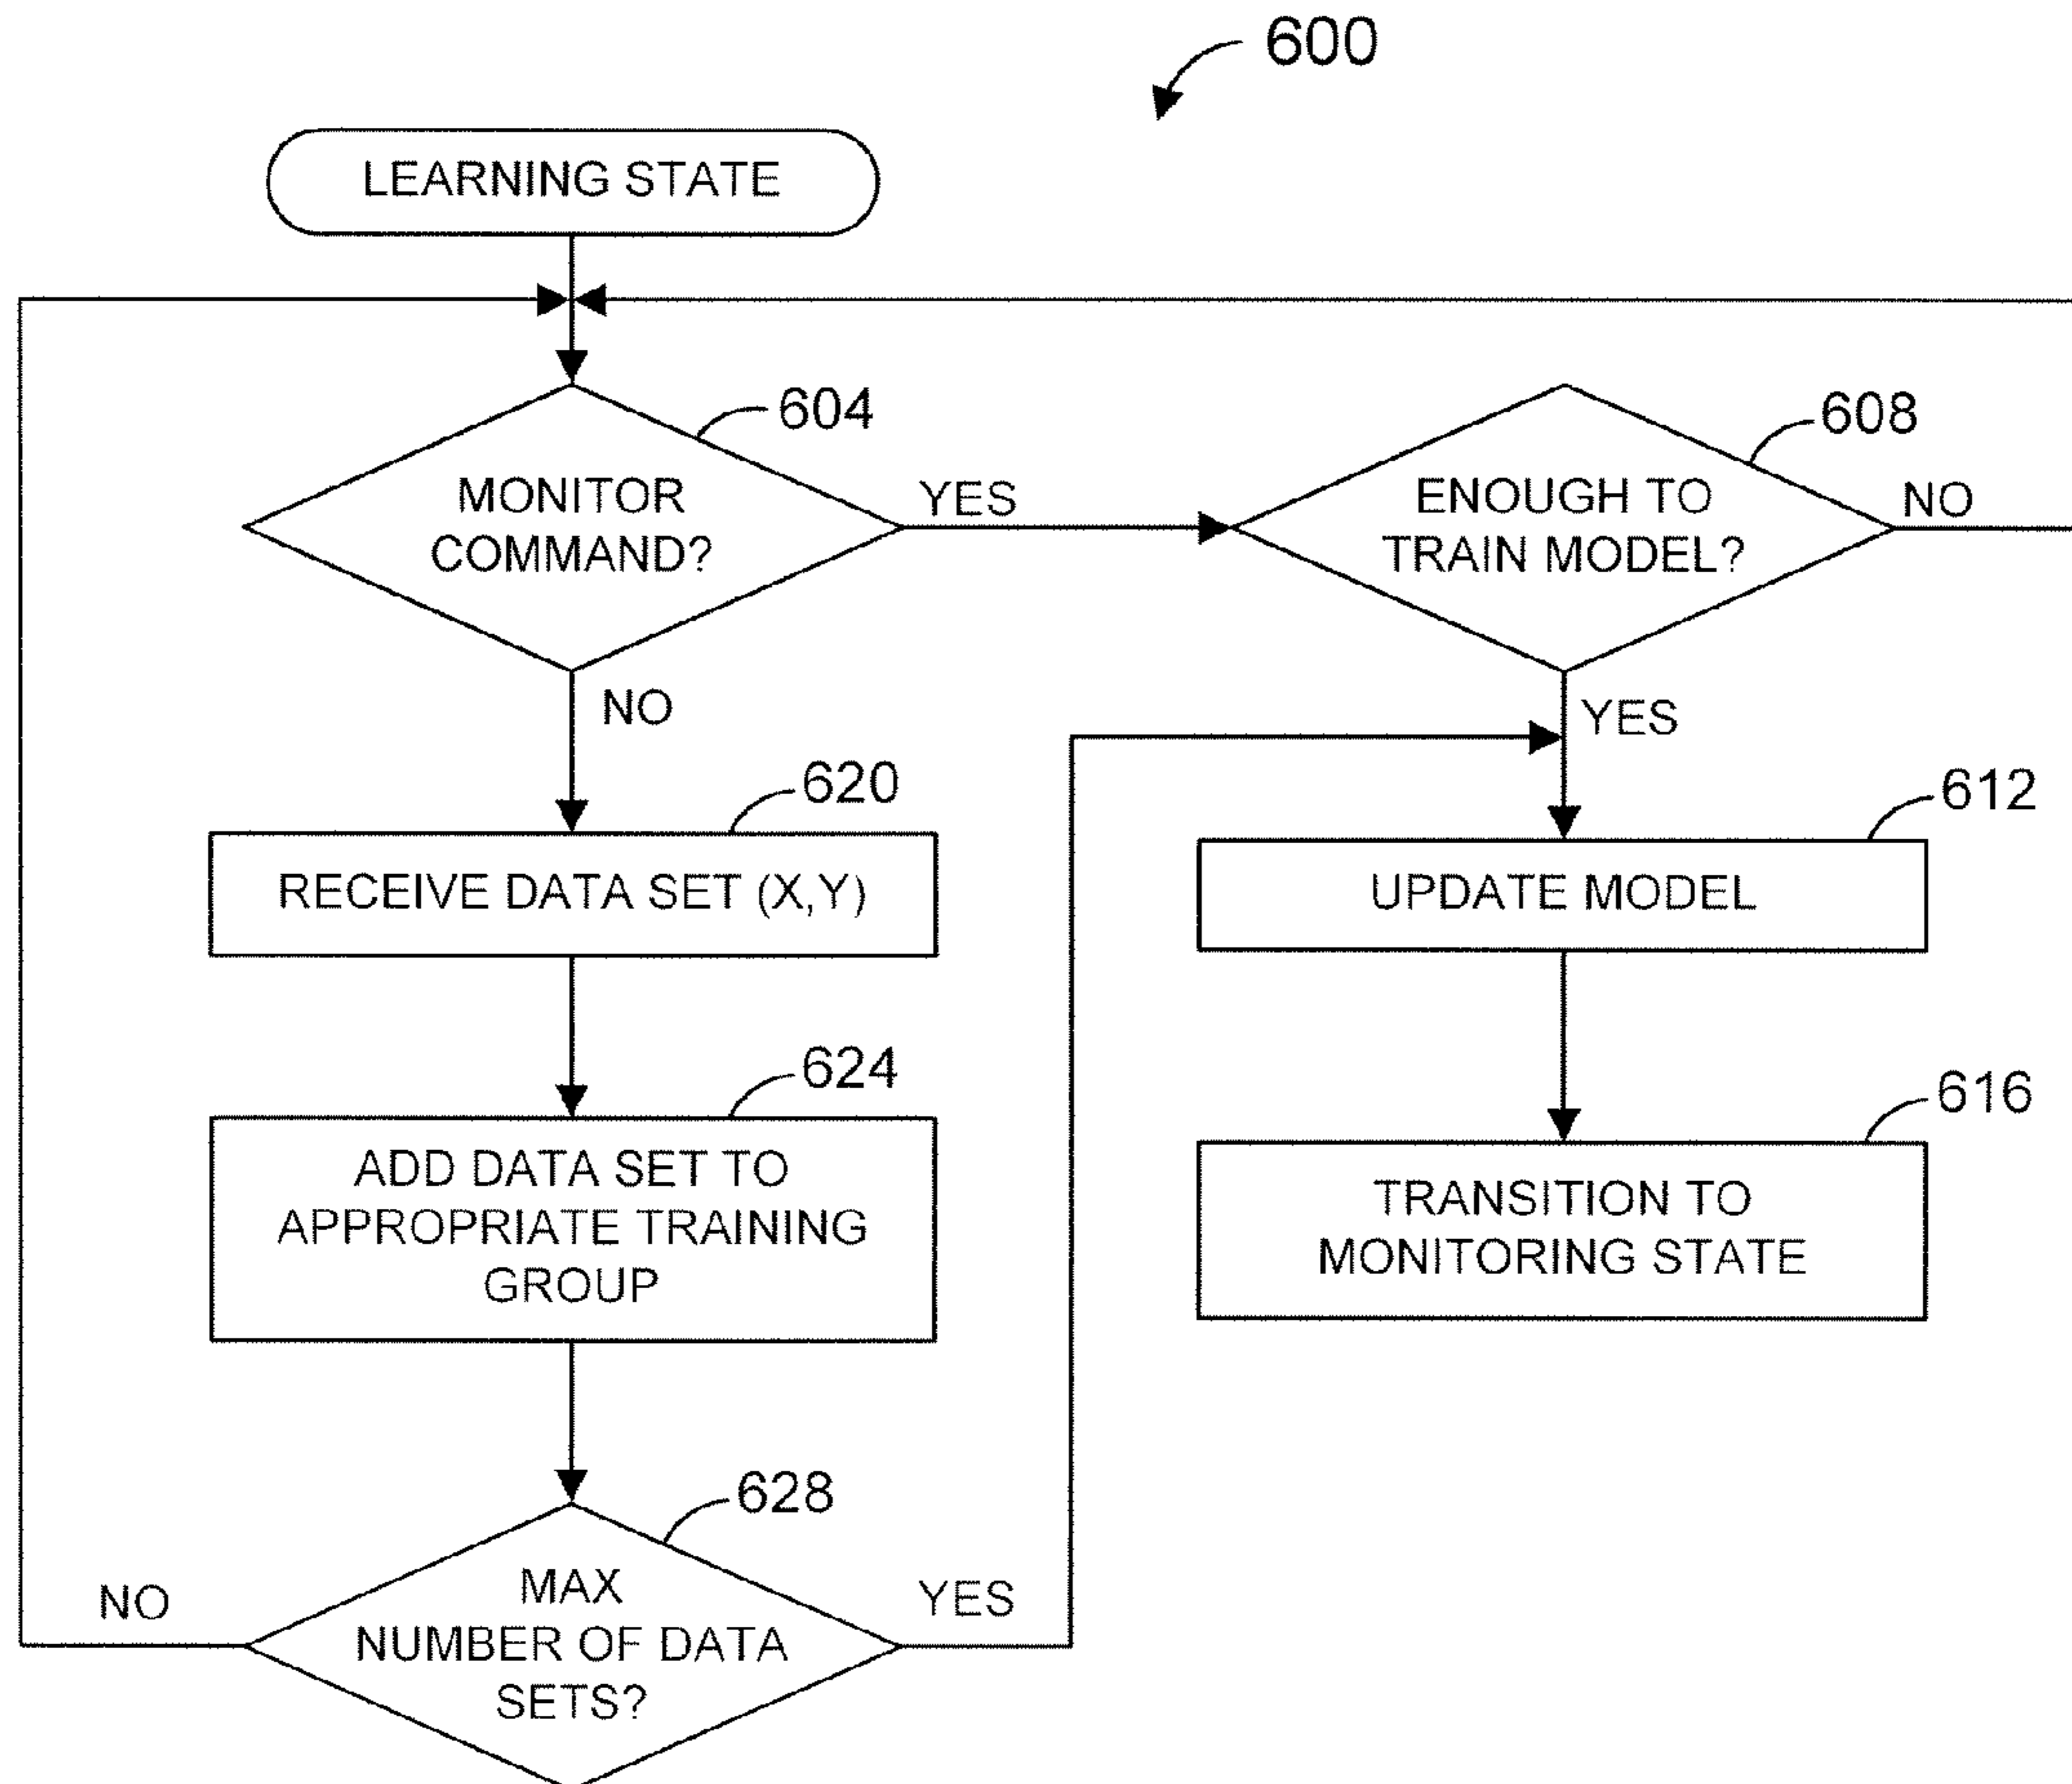 600
LEARNING STATE
604
MONITOR
COMMAND?
YES
608
ENOUGH TO
TRAIN MODEL?
NO
NO
YES
620
RECEIVE DATA SET (X,Y)
612
UPDATE MODEL
624
ADD DATA SET TO
APPROPRIATE TRAINING
GROUP
616
TRANSITION TO
MONITORING STATE
628
MAX
NUMBER OF DATA
SETS?
NO
YES